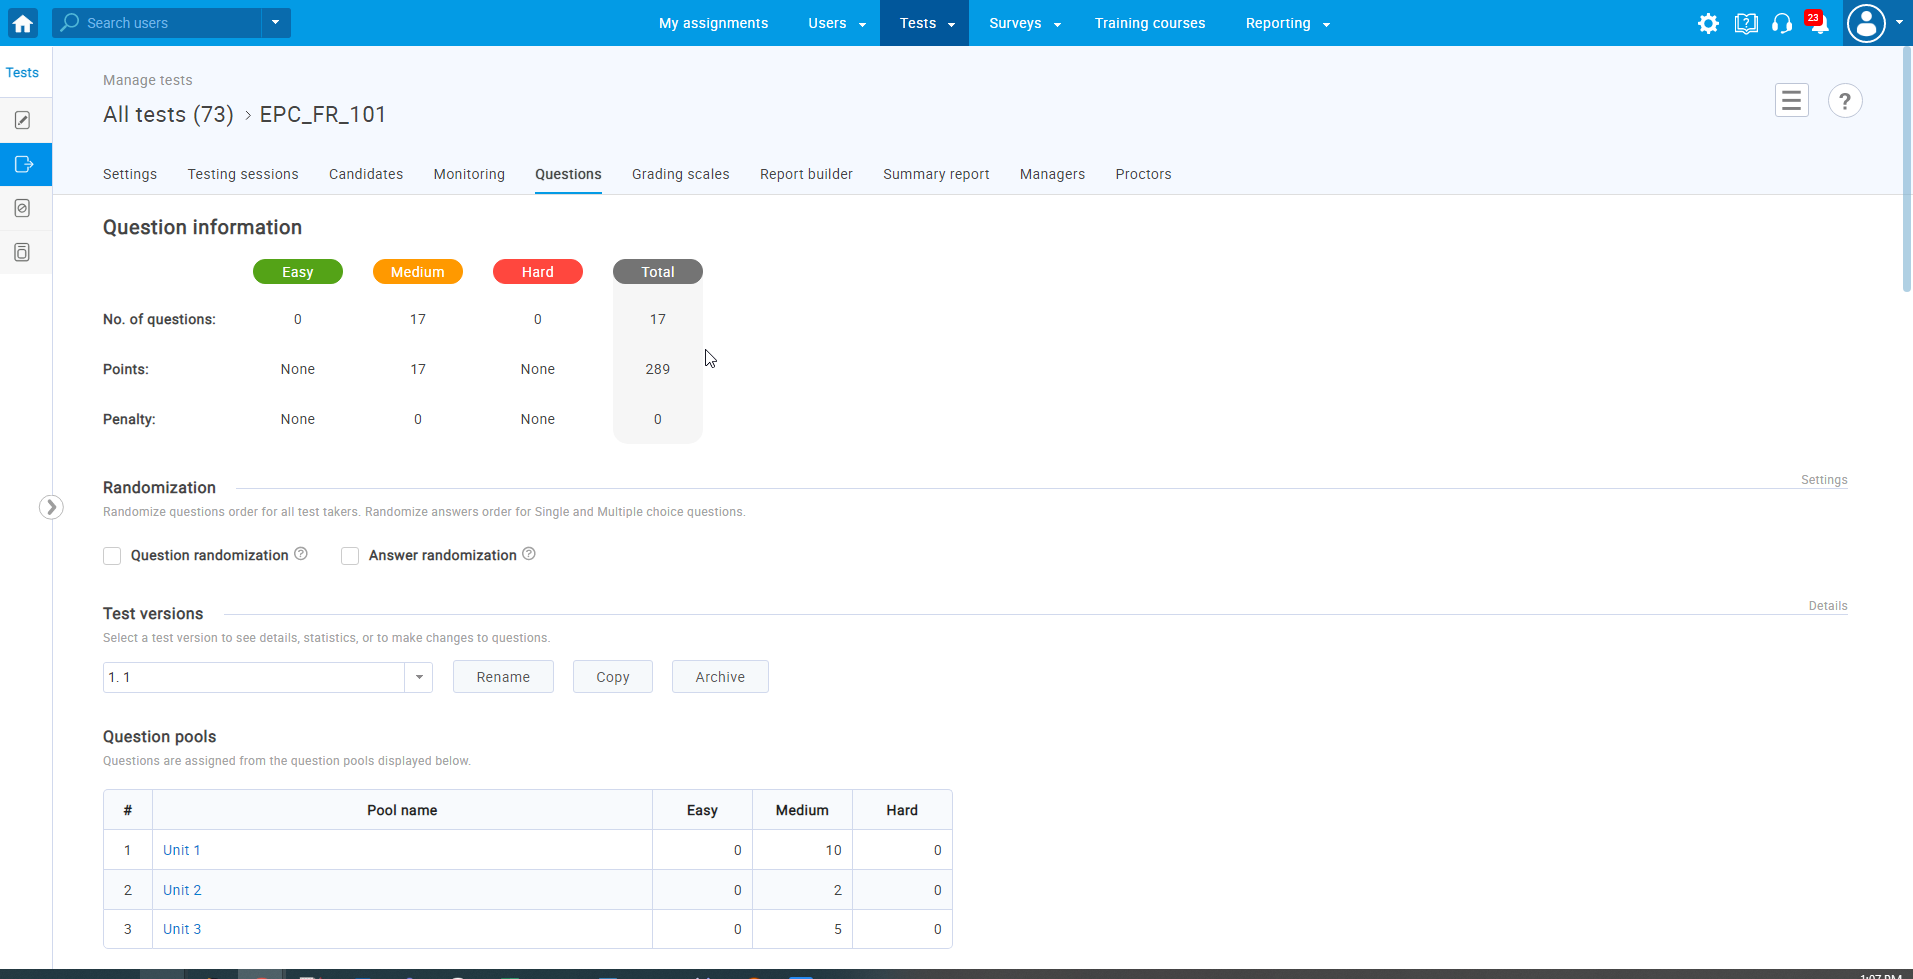 Search users
My assignments Users Tests Surveys Training courses Reporting
23
Tests
Manage tests
All tests (73) › EPC_FR_101
?
Settings Testing sessions Candidates Monitoring Questions Grading scales Report builder Summary report Managers Proctors
Question information
Easy Medium Hard Total
No. of questions: 0 17 0 17
Points: None 17 None 289
Penalty: None 0 None 0
Randomization Settings
Randomize questions order for all test takers. Randomize answers order for Single and Multiple choice questions.
Question randomization ? Answer randomization ?
Test versions Details
Select a test version to see details, statistics, or to make changes to questions.
1. 1 Rename Copy Archive
Question pools
Questions are assigned from the question pools displayed below.
# Pool name Easy Medium Hard
1 Unit 1 0 10 0
2 Unit 2 0 2 0
3 Unit 3 0 5 0